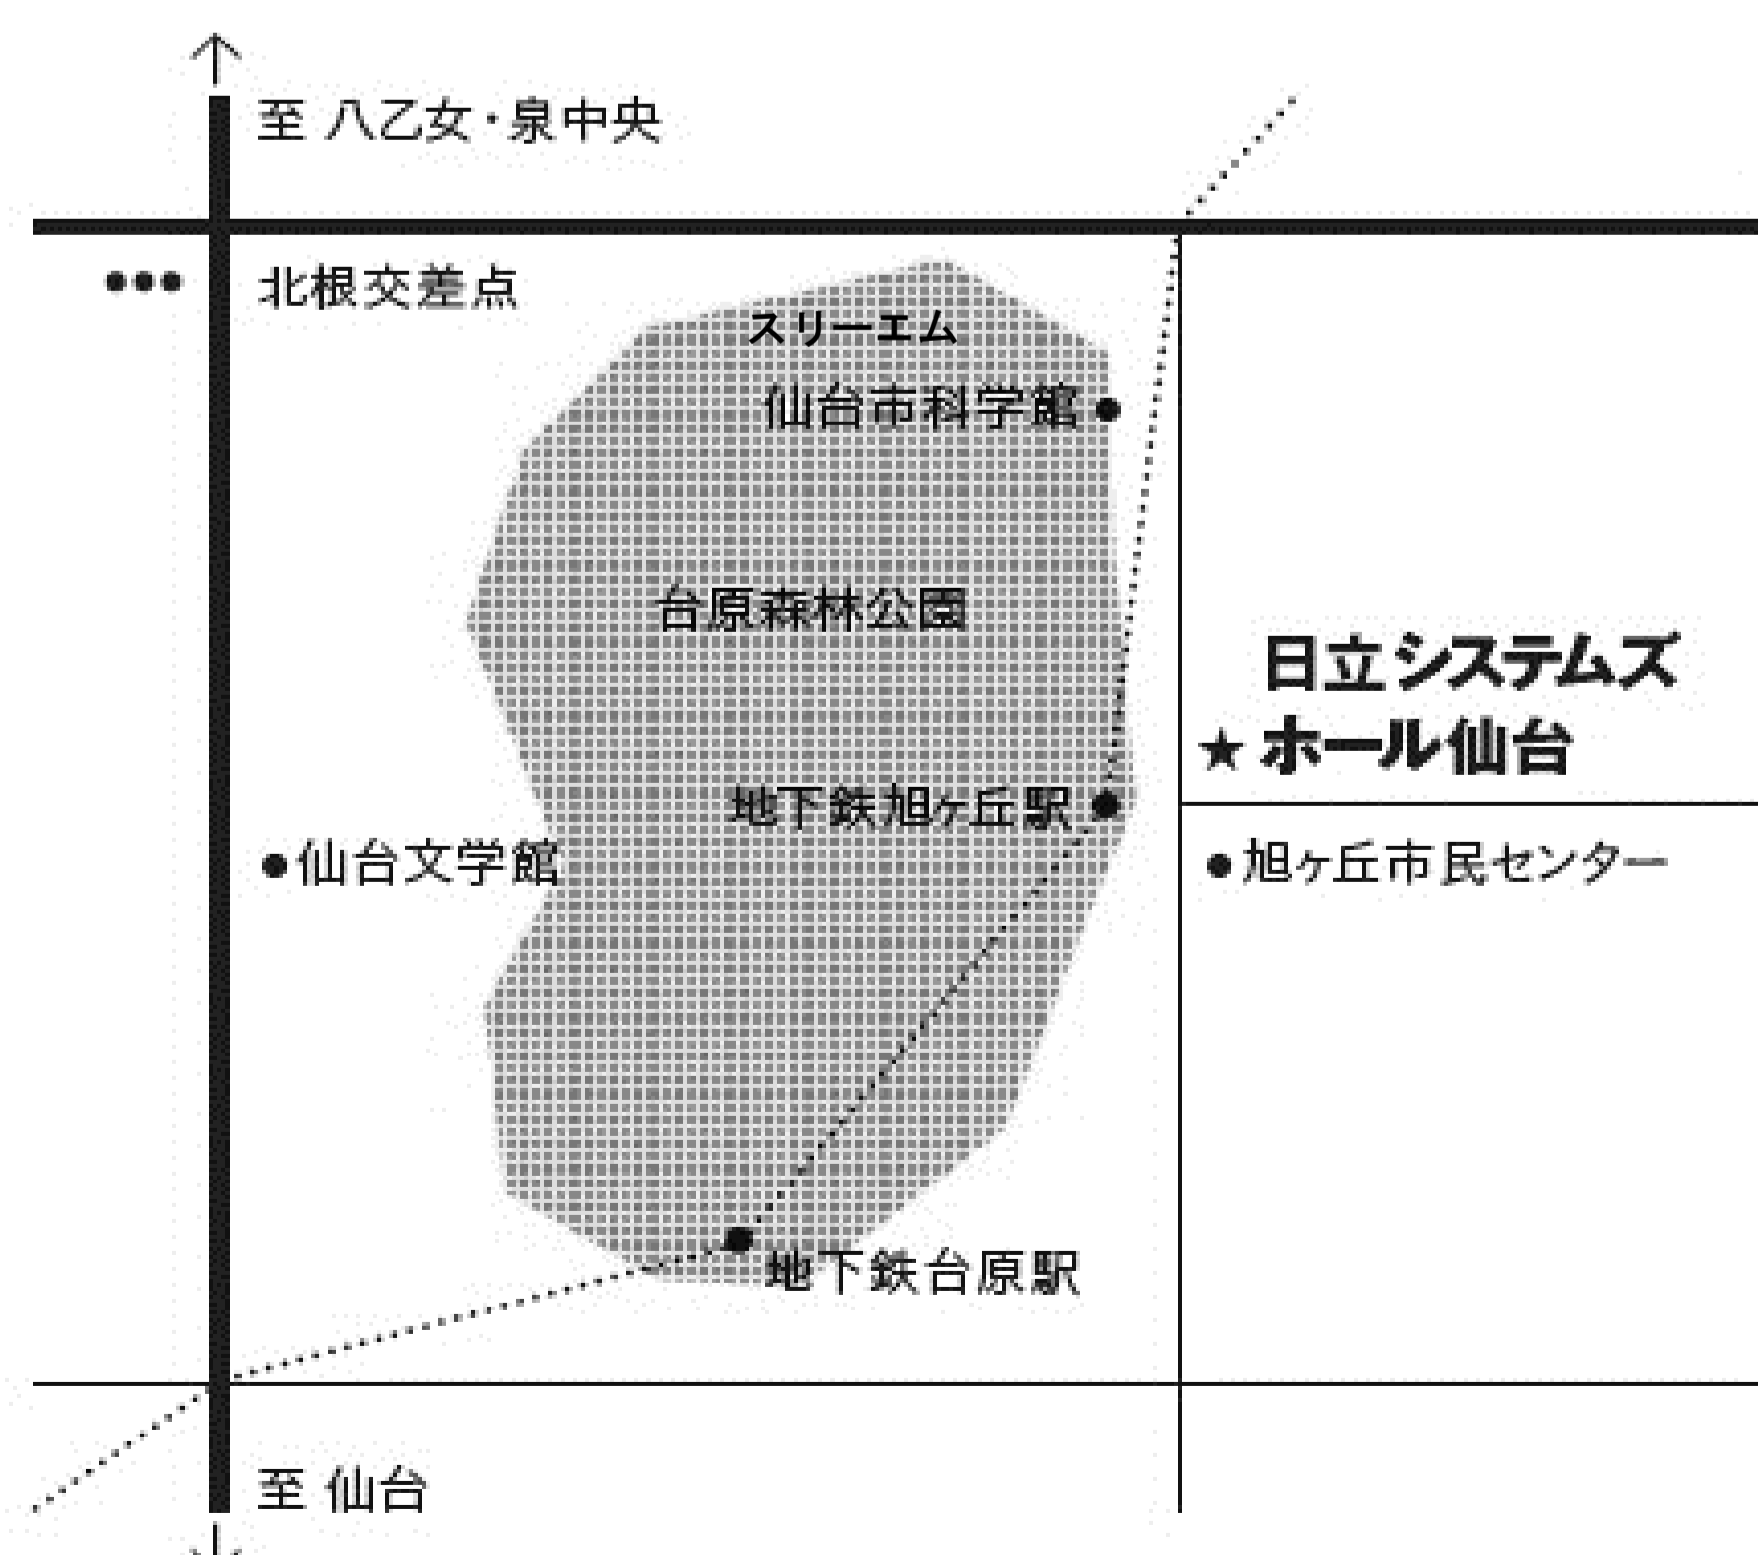 至 八乙女・泉中央
北根交差点
スリーエム
仙台市科学館
台原森林公園
日立システムズ
★ ホール仙台
地下鉄旭ヶ丘駅
仙台文学館
旭ヶ丘市民センター
地下鉄台原駅
至 仙台